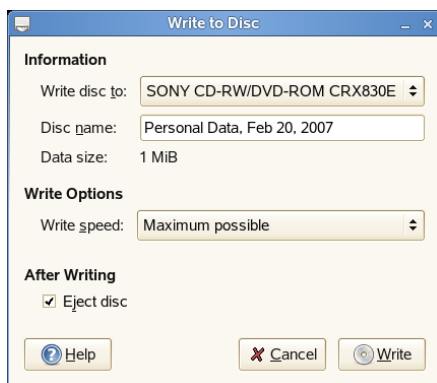 Write to Disc
Information
Write disc to: SONY CD-RW/DVD-ROM CRX830E
Disc name: Personal Data, Feb 20, 2007
Data size: 1 MiB
Write Options
Write speed: Maximum possible
After Writing
Eject disc
Help Cancel Write